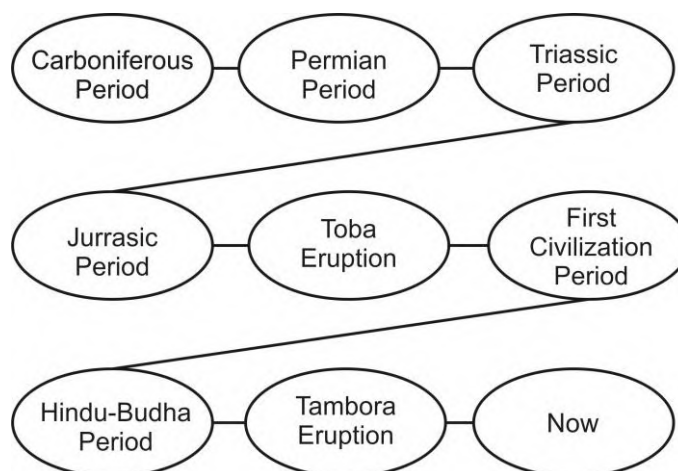 Carboniferous
Period
Permian
Period
Triassic
Period
Jurrasic
Period
Toba
Eruption
First
Civilization
Period
Hindu-Budha
Period
Tambora
Eruption
Now